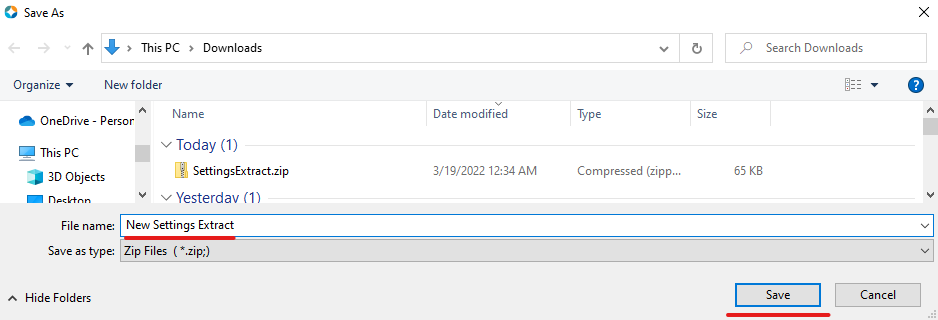 Save As
This PC > Downloads
Search Downloads
Organize New folder
Name Date modified Type Size
OneDrive - Person
This PC
3D Objects
Desktop
Today (1)
SettingsExtract.zip 3/19/2022 12:34 AM Compressed (zipp... 65 KB
Yesterday (1)
File name: New Settings Extract
Save as type: Zip Files ( *.zip;)
Hide Folders Save Cancel